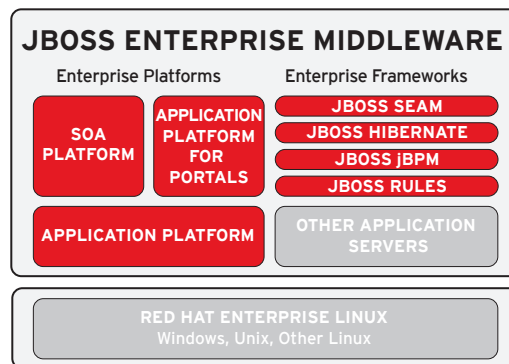 JBOSS ENTERPRISE MIDDLEWARE
Enterprise Platforms
SOA
PLATFORM
APPLICATION
PLATFORM
FOR
PORTALS
APPLICATION PLATFORM
Enterprise Frameworks
JBOSS SEAM
JBOSS HIBERNATE
JBOSS jBPM
JBOSS RULES
OTHER APPLICATION
SERVERS
RED HAT ENTERPRISE LINUX
Windows, Unix, Other Linux